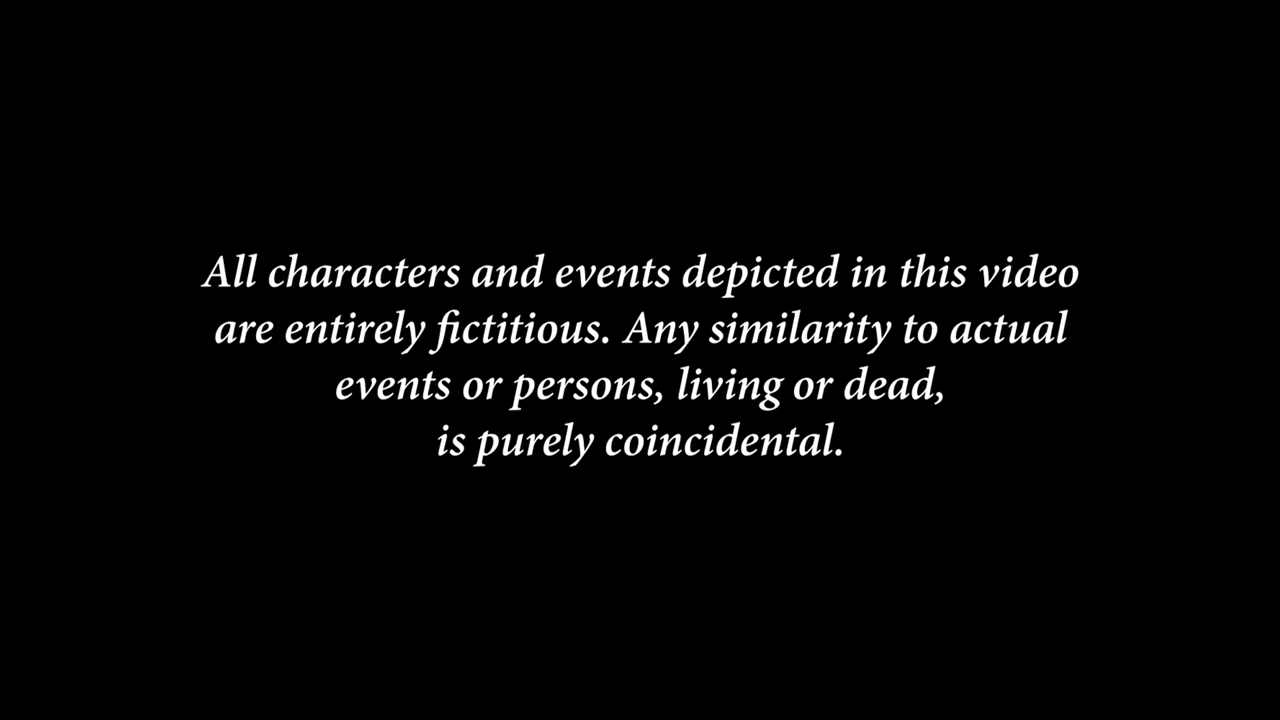 All characters and events depicted in this video
are entirely fictitious. Any similarity to actual
events or persons, living or dead,
is purely coincidental.